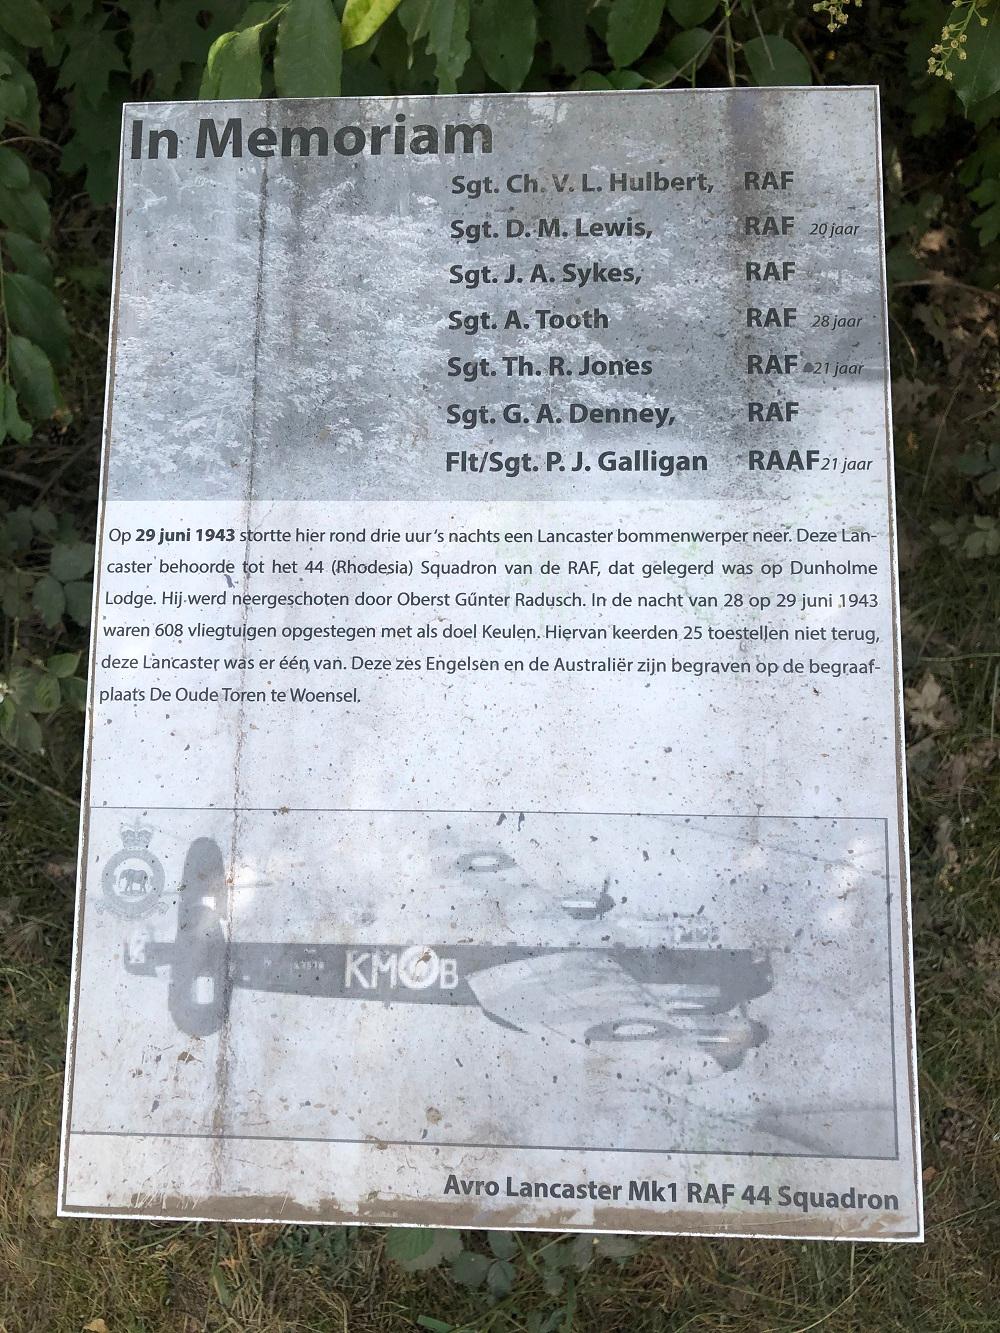 In Memoriam
Sgt. Ch. V. L. Hulbert, RAF
Sgt. D. M. Lewis, RAF 20 jaar
Sgt. J. A. Sykes, RAF
Sgt. A. Tooth RAF 28 jaar
Sgt. Th. R. Jones RAF 21 jaar
Sgt. G. A. Denney, RAF
Flt/Sgt. P. J. Galligan RAAF 21 jaar
Op 29 juni 1943 stortte hier rond drie uur 's nachts een Lancaster bommenwerper neer. Deze Lan-
caster behoorde tot het 44 (Rhodesia) Squadron van de RAF, dat gelegerd was op Dunholme
Lodge. Hij werd neergeschoten door Oberst Günter Radusch. In de nacht van 28 op 29 juni 1943
waren 608 vliegtuigen opgestegen met als doel Keulen. Hiervan keerden 25 toestellen niet terug,
deze Lancaster was er één van. Deze zes Engelsen en de Australiër zijn begraven op de begraaf-
plaats De Oude Toren te Woensel.
KM B
Avro Lancaster Mk1 RAF 44 Squadron